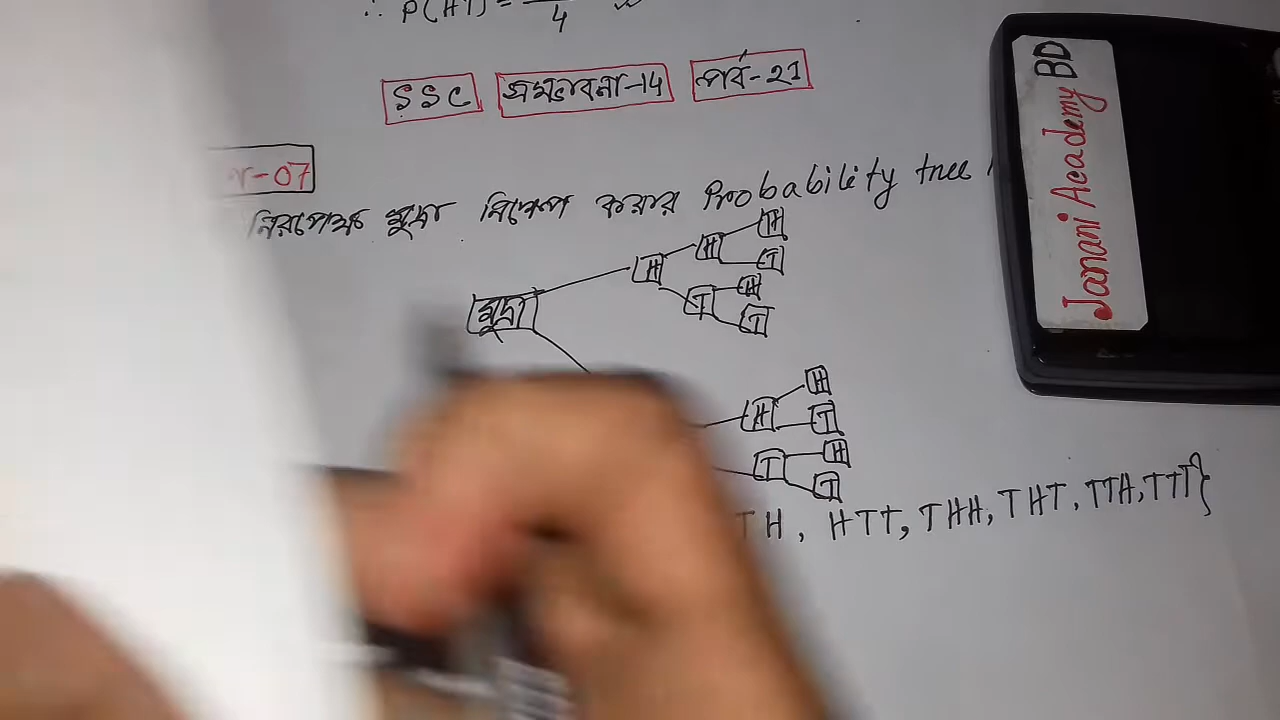 ∴ P(HT) = 4
SSC সম্ভাবনা-14 পর্ব-21
-07
নিরপেক্ষ মুদ্রা নিক্ষেপ করার Probability tree
মুদ্রা
H H H
T
T H
T
H H
T
T H
T
TH, HTT, THH, THT, TTH, TTT}
Janani Academy BD